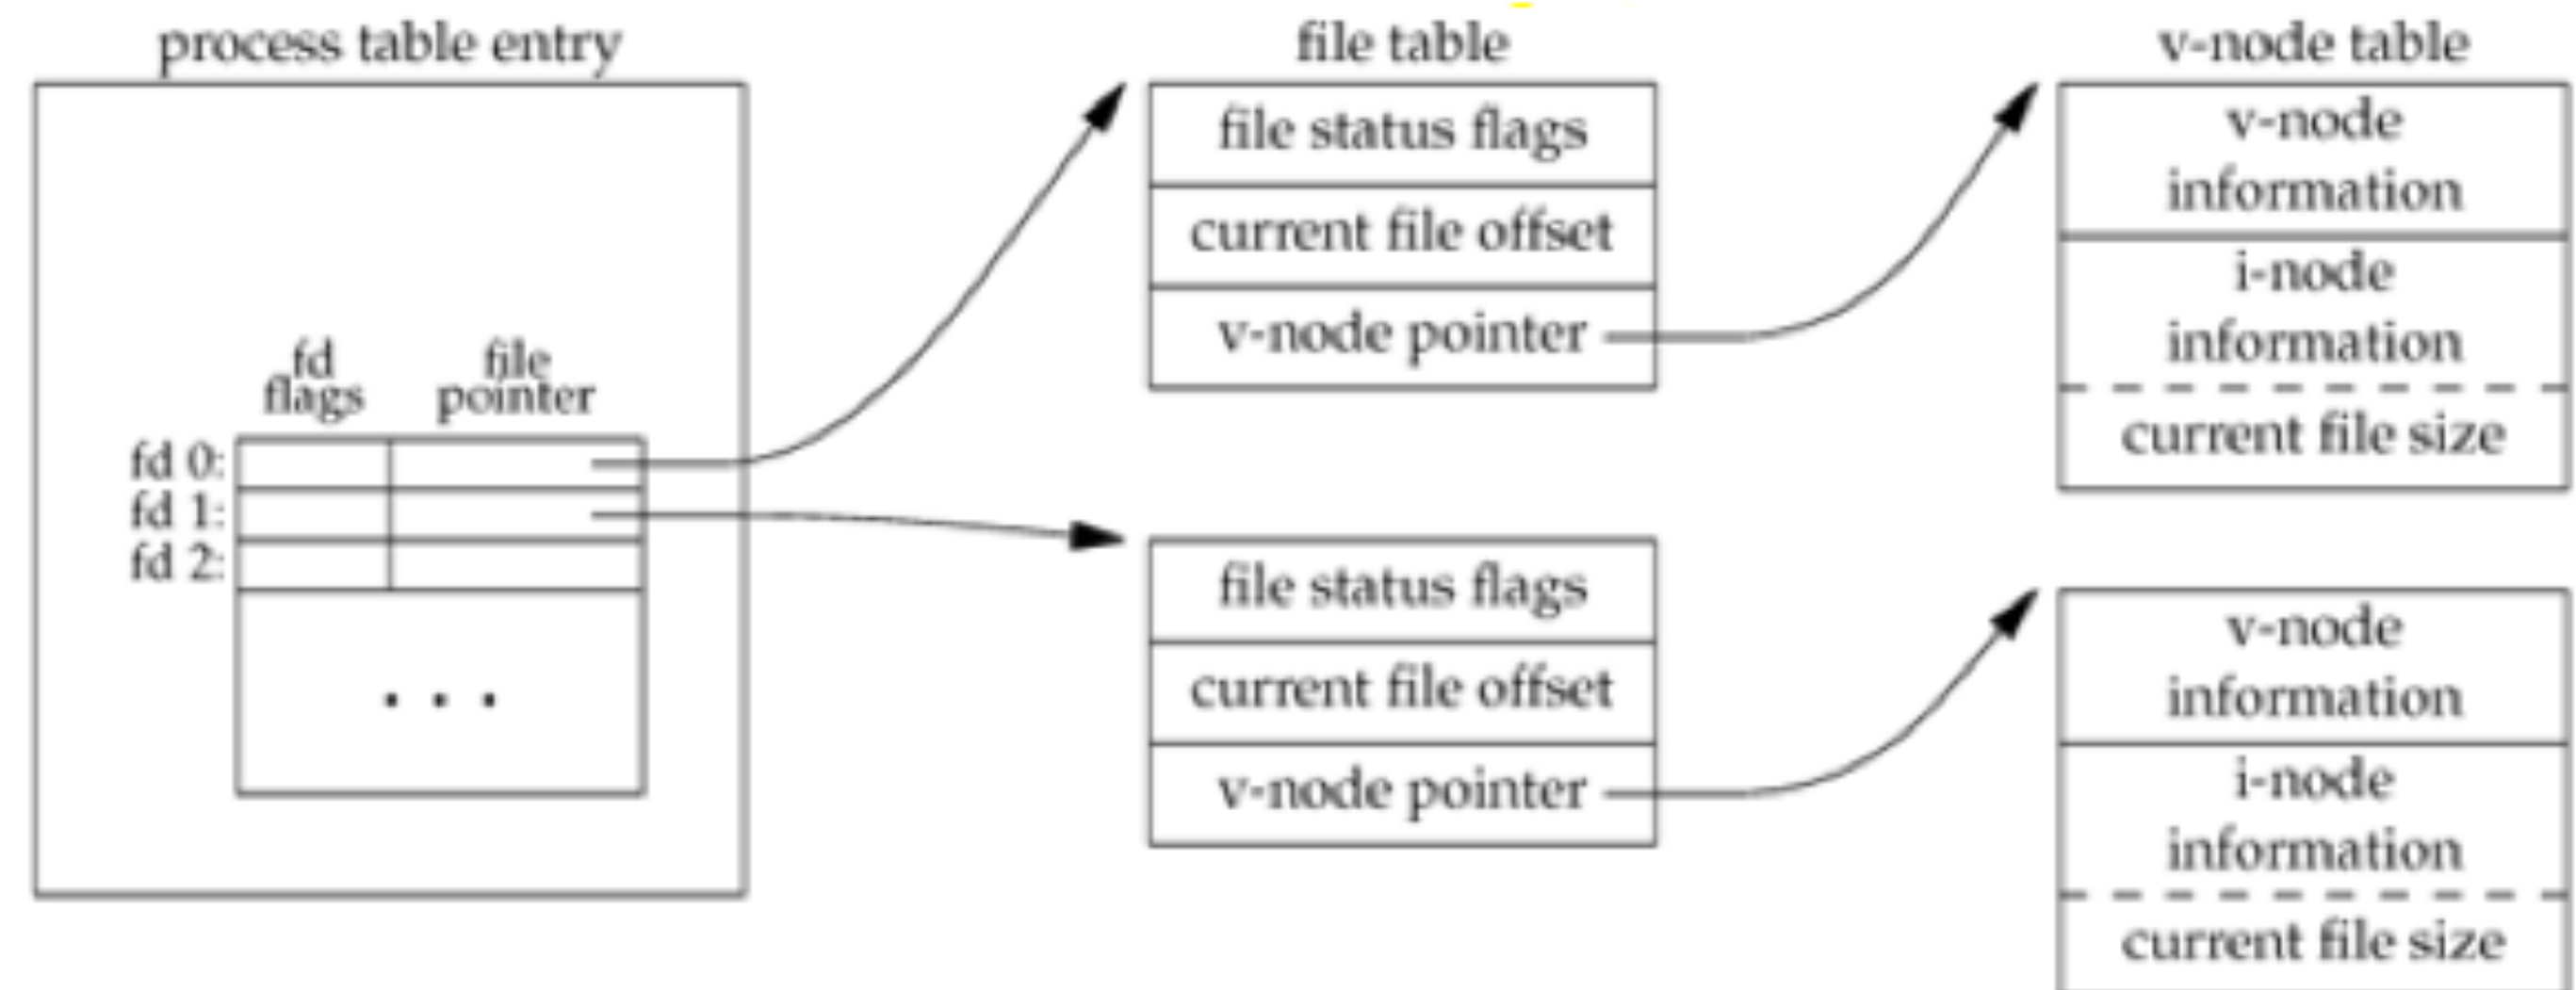 process table entry
fd
flags
file
pointer
fd 0:
fd 1:
fd 2:
. . .
file table
file status flags
current file offset
v-node pointer
file status flags
current file offset
v-node pointer
v-node table
v-node
information
i-node
information
current file size
v-node
information
i-node
information
current file size